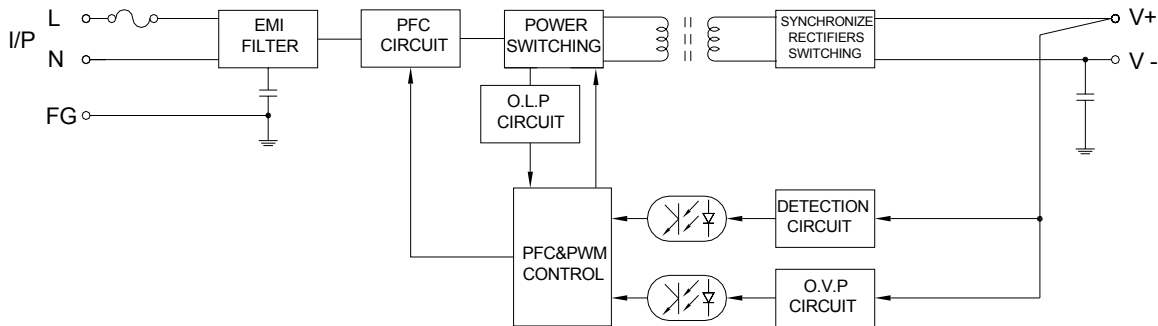 I/P
L
N
FG
EMI
FILTER
PFC
CIRCUIT
POWER
SWITCHING
O.L.P
CIRCUIT
SYNCHRONIZE
RECTIFIERS
SWITCHING
V+
V -
PFC&PWM
CONTROL
DETECTION
CIRCUIT
O.V.P
CIRCUIT